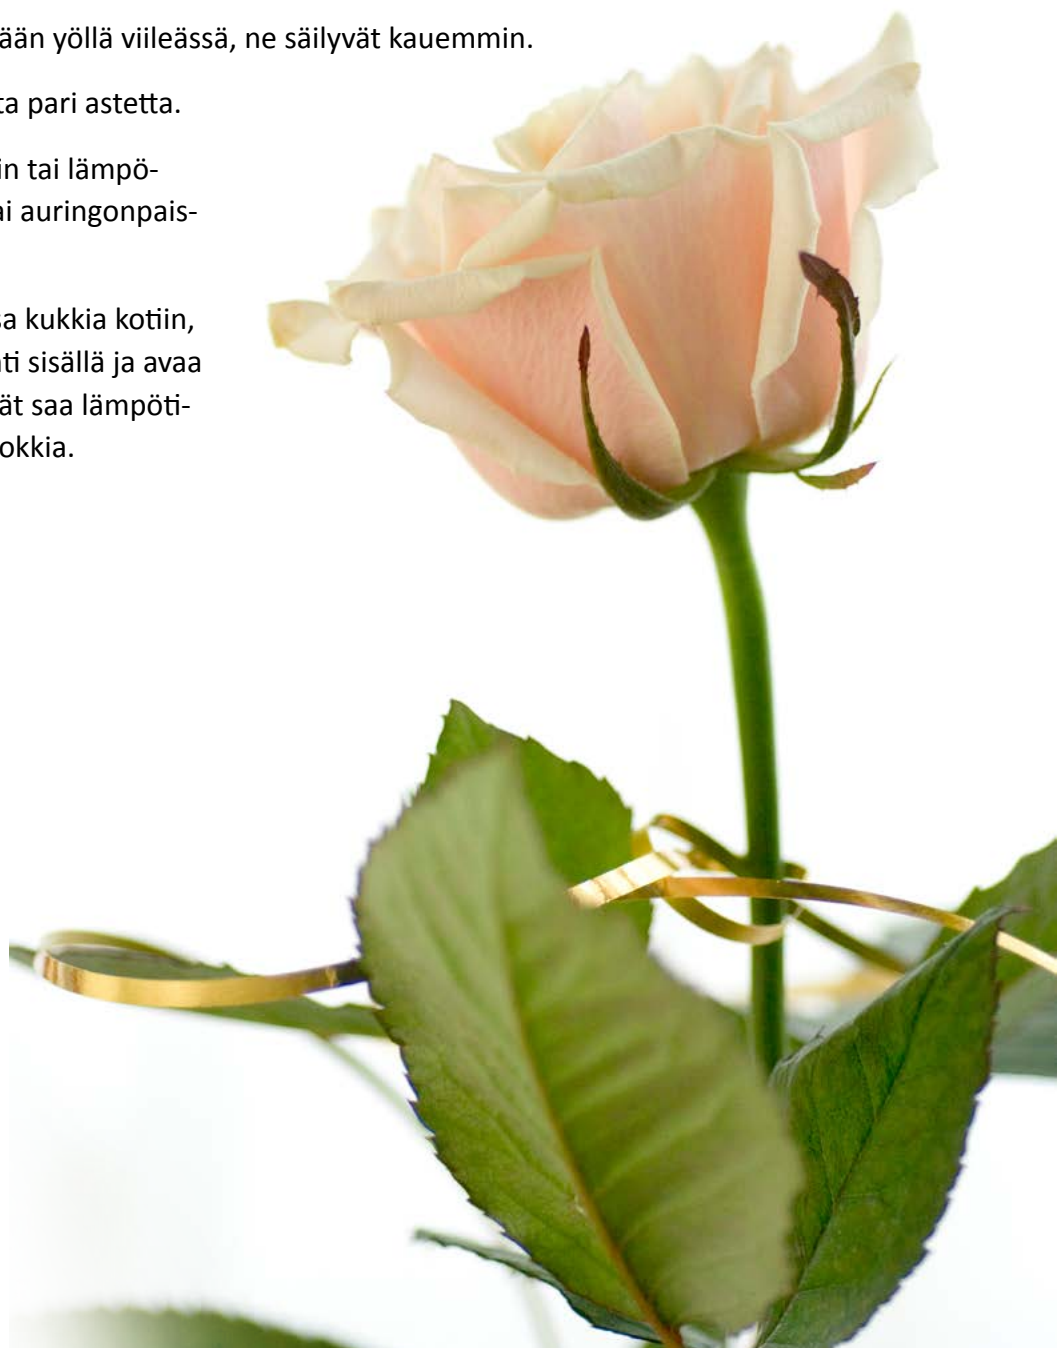 ään yöllä viileässä, ne säilyvät kauemmin.
ta pari astetta.
in tai lämpö-
ai auringonpais-
sa kukkia kotiin,
ti sisällä ja avaa
ät saa lämpöti-
okkia.